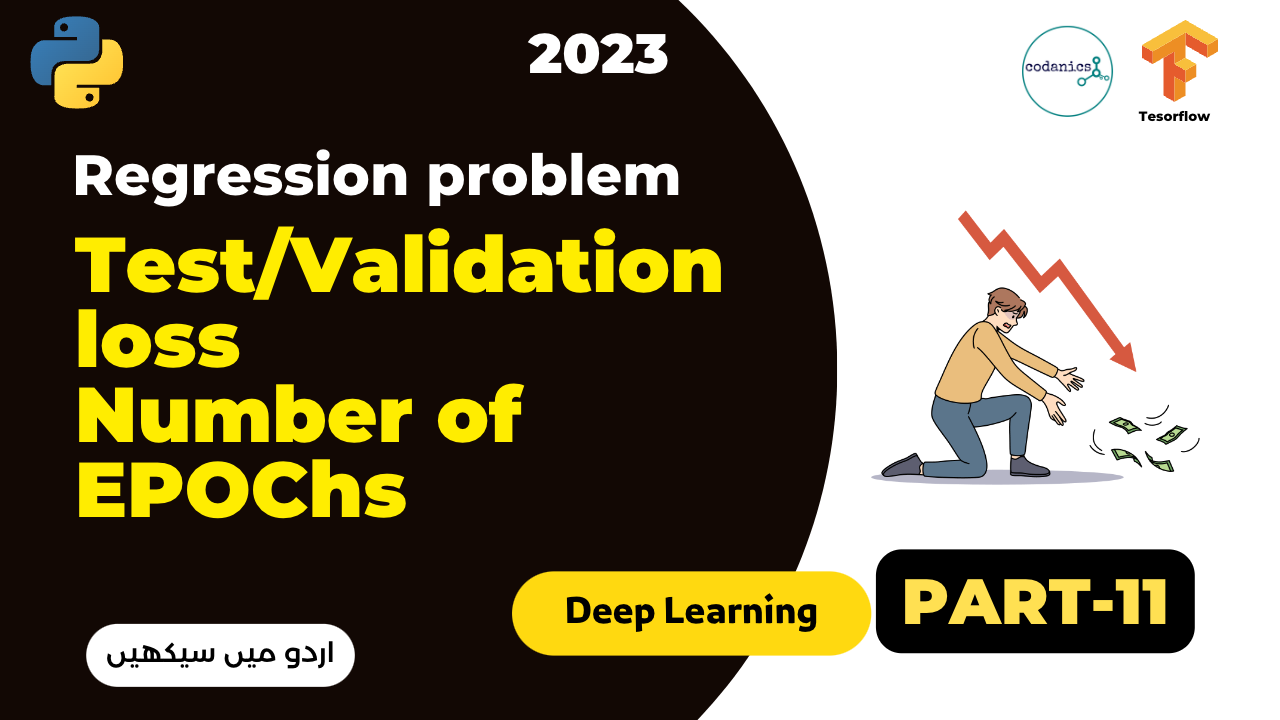 2023
codanics
Tesorflow
Regression problem
Test/Validation
loss
Number of
EPOChs
Deep Learning
PART-11
اردو میں سیکھیں